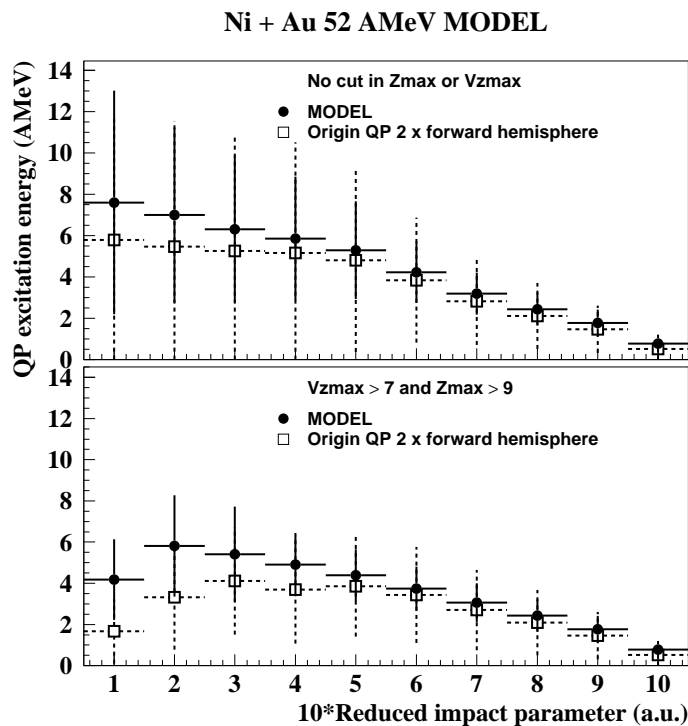 Ni + Au 52 AMeV MODEL
QP excitation energy (AMeV)
14
12
10
8
6
4
2
0
No cut in Zmax or Vzmax
MODEL
Origin QP 2 x forward hemisphere
14
12
10
8
6
4
2
0
Vzmax > 7 and Zmax > 9
MODEL
Origin QP 2 x forward hemisphere
1 2 3 4 5 6 7 8 9 10
10*Reduced impact parameter (a.u.)